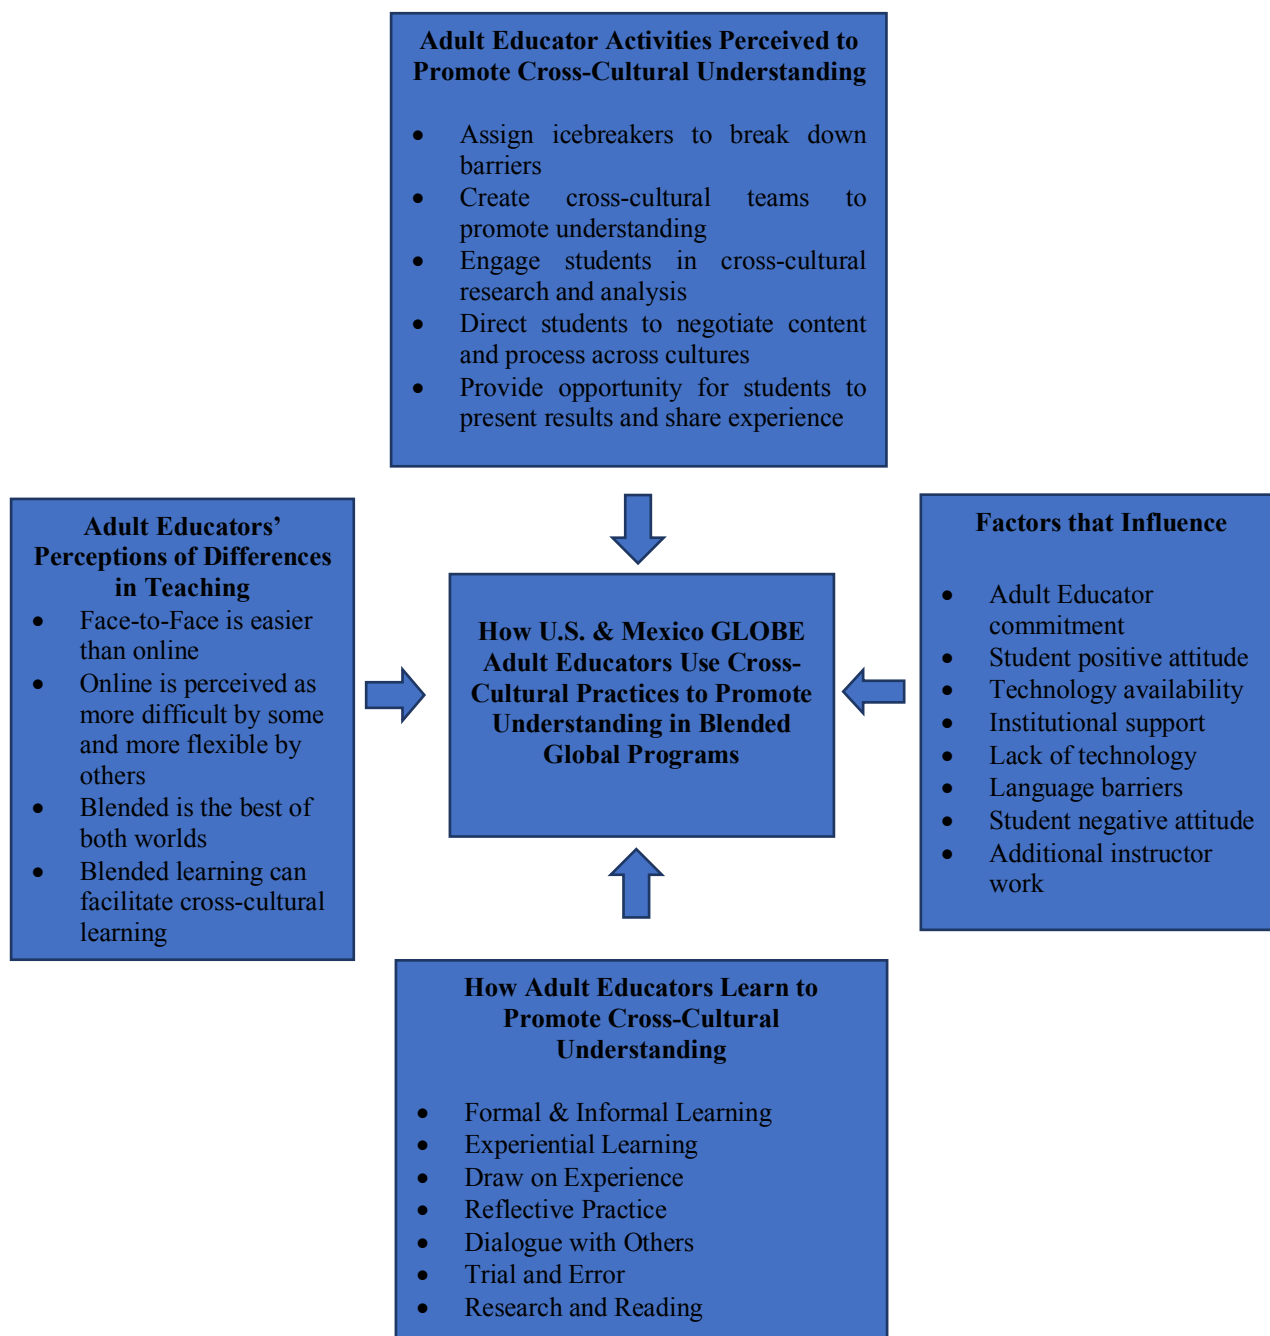 Adult Educator Activities Perceived to
Promote Cross-Cultural Understanding
• Assign icebreakers to break down
barriers
• Create cross-cultural teams to
promote understanding
• Engage students in cross-cultural
research and analysis
• Direct students to negotiate content
and process across cultures
• Provide opportunity for students to
present results and share experience
Adult Educators’
Perceptions of Differences
in Teaching
• Face-to-Face is easier
than online
• Online is perceived as
more difficult by some
and more flexible by
others
• Blended is the best of
both worlds
• Blended learning can
facilitate cross-cultural
learning
How U.S. & Mexico GLOBE
Adult Educators Use Cross-
Cultural Practices to Promote
Understanding in Blended
Global Programs
Factors that Influence
• Adult Educator
commitment
• Student positive attitude
• Technology availability
• Institutional support
• Lack of technology
• Language barriers
• Student negative attitude
• Additional instructor
work
How Adult Educators Learn to
Promote Cross-Cultural
Understanding
• Formal & Informal Learning
• Experiential Learning
• Draw on Experience
• Reflective Practice
• Dialogue with Others
• Trial and Error
• Research and Reading